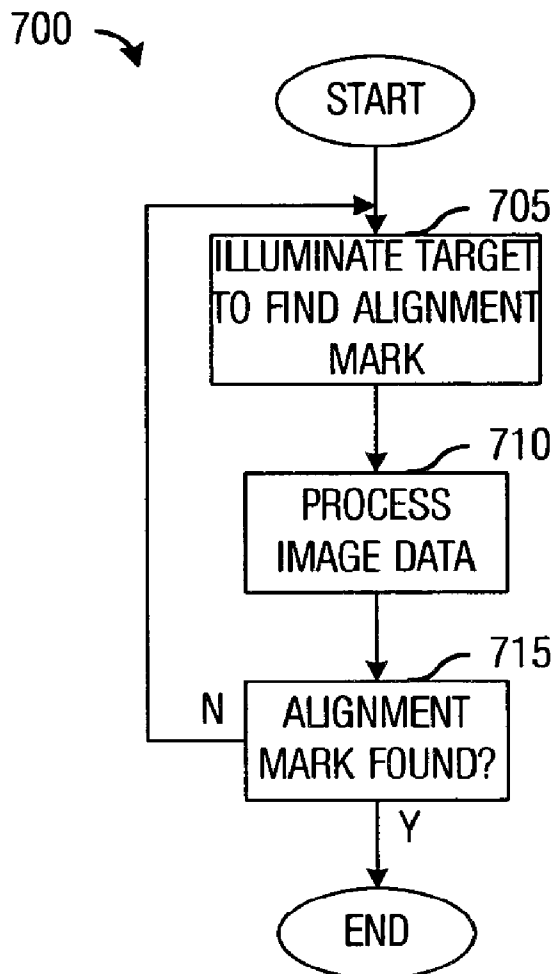 700
START
705
ILLUMINATE TARGET
TO FIND ALIGNMENT
MARK
710
PROCESS
IMAGE DATA
715
N
ALIGNMENT
MARK FOUND?
Y
END